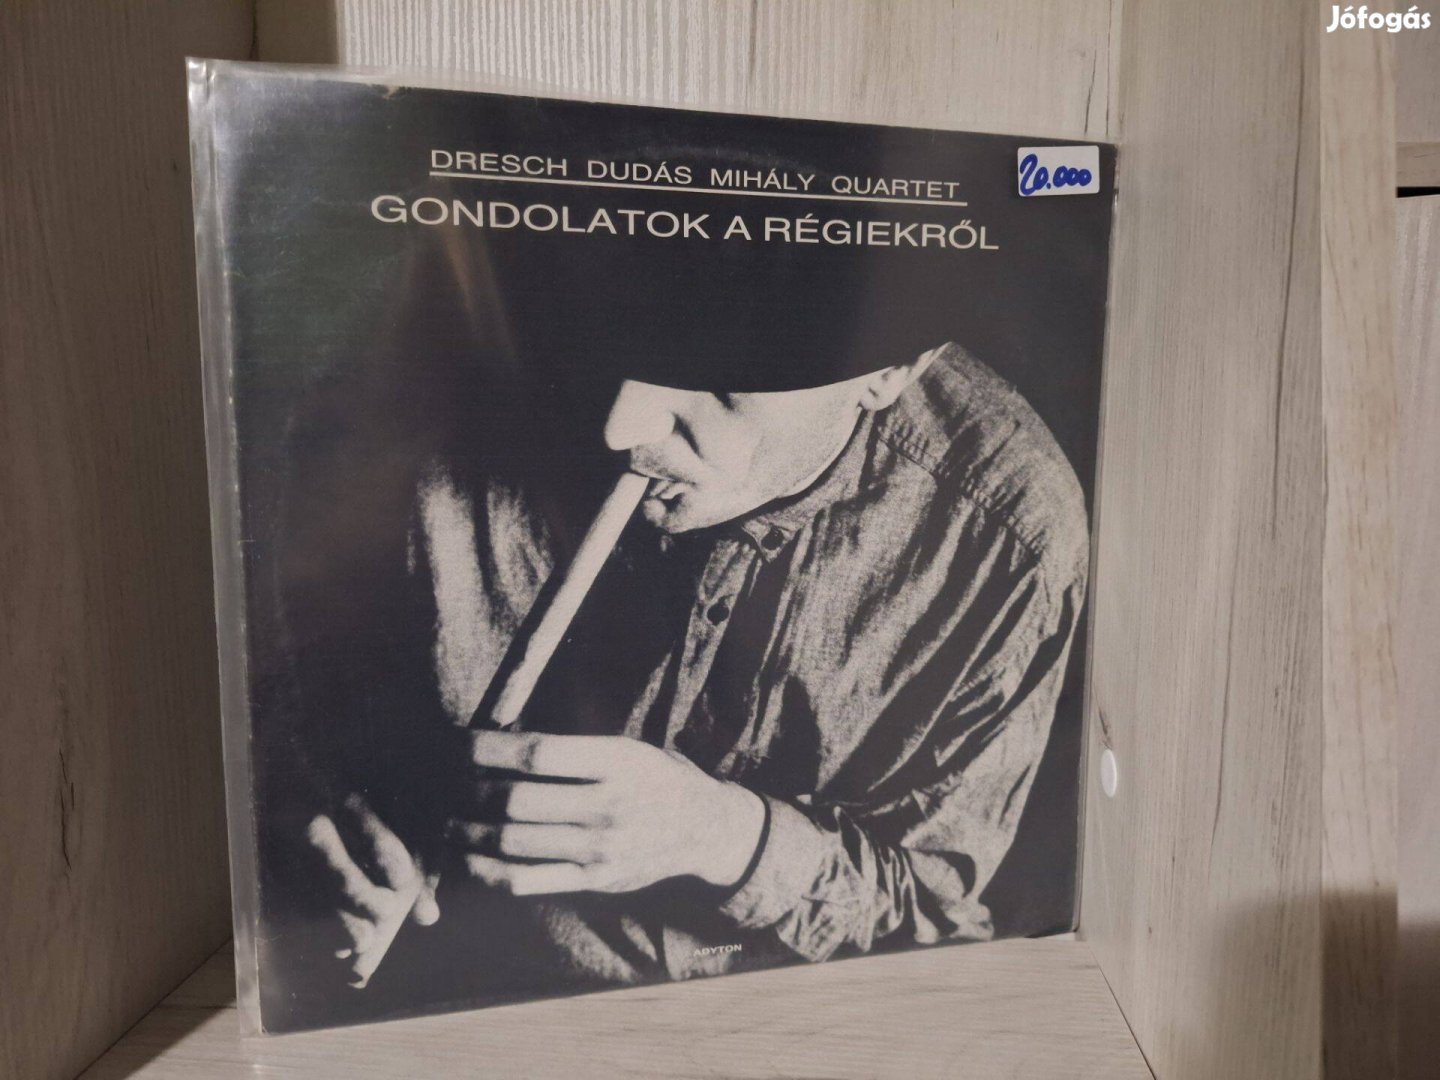 Jófogás
DRESCH DUDÁS MIHÁLY QUARTET
20.000
GONDOLATOK A RÉGIEKRŐL
ADYTON